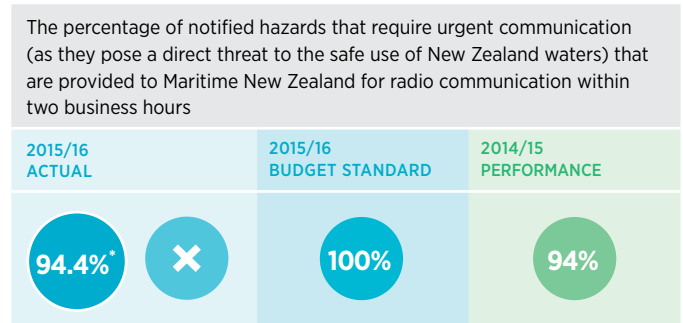 The percentage of notified hazards that require urgent communication
(as they pose a direct threat to the safe use of New Zealand waters) that
are provided to Maritime New Zealand for radio communication within
two business hours
2015/16
ACTUAL
2015/16
BUDGET STANDARD
2014/15
PERFORMANCE
94.4%*
100%
94%